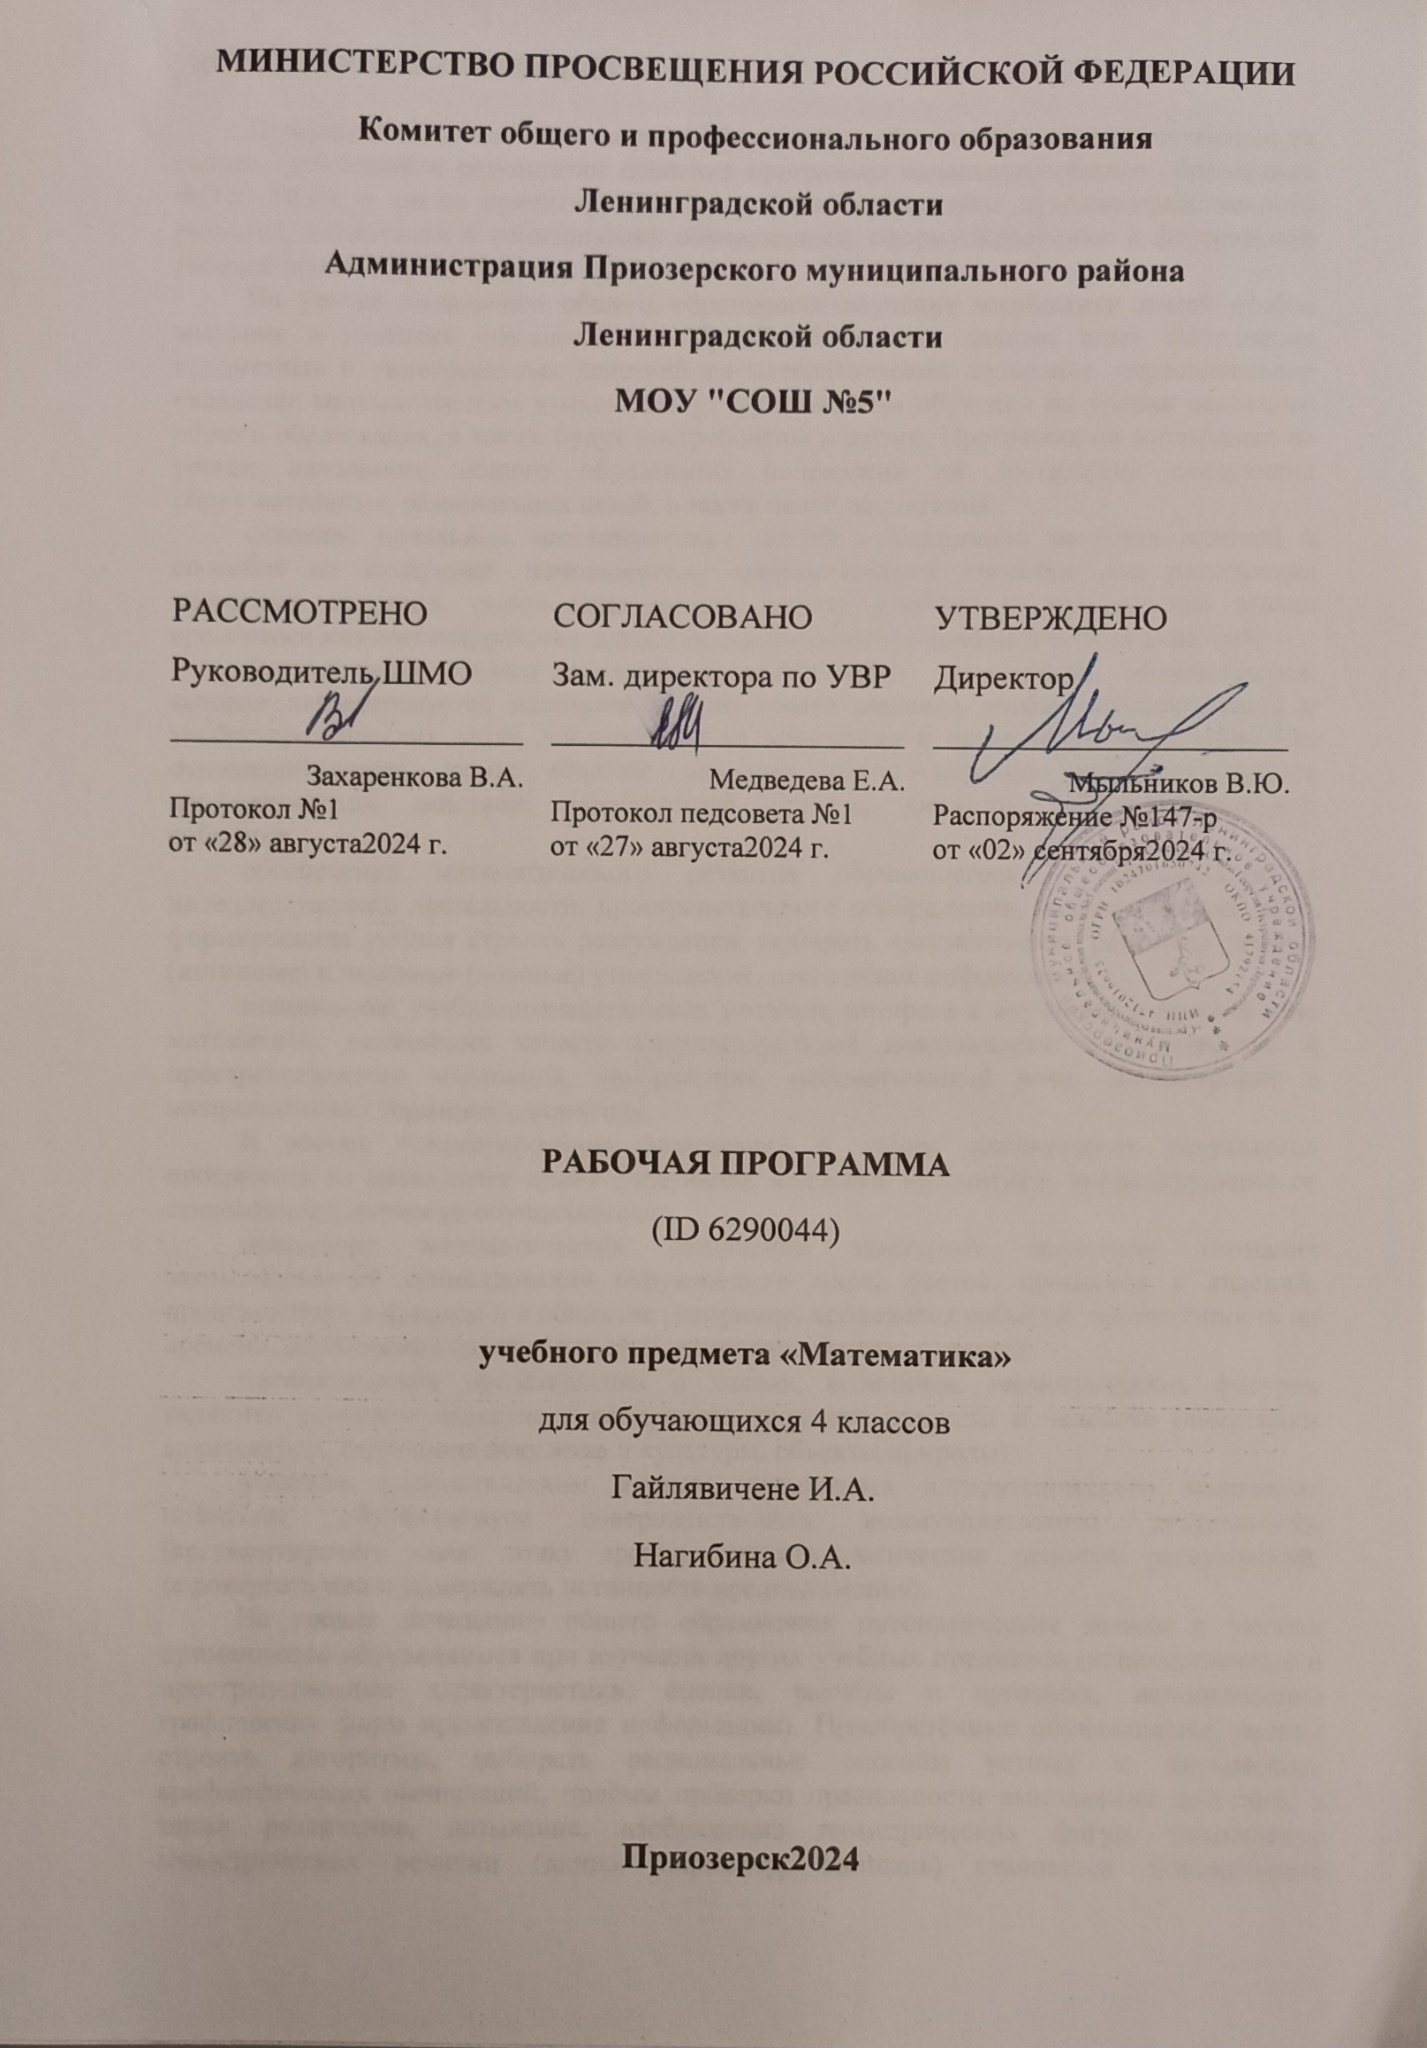 МИНИСТЕРСТВО ПРОСВЕЩЕНИЯ РОССИЙСКОЙ ФЕДЕРАЦИИ
Комитет общего и профессионального образования
Ленинградской области
Администрация Приозерского муниципального района
Ленинградской области
МОУ "СОШ №5"
РАССМОТРЕНО
Руководитель ШМО
Захаренкова В.А.
Протокол №1
от «28» августа2024 г.
СОГЛАСОВАНО
Зам. директора по УВР
Медведева Е.А.
Протокол педсовета №1
от «27» августа2024 г.
УТВЕРЖДЕНО
Директор
Мыльников В.Ю.
Распоряжение №147-р
от «02» сентября2024 г.
РАБОЧАЯ ПРОГРАММА
(ID 6290044)
учебного предмета «Математика»
для обучающихся 4 классов
Гайлявичене И.А.
Нагибина О.А.
Приозерск2024